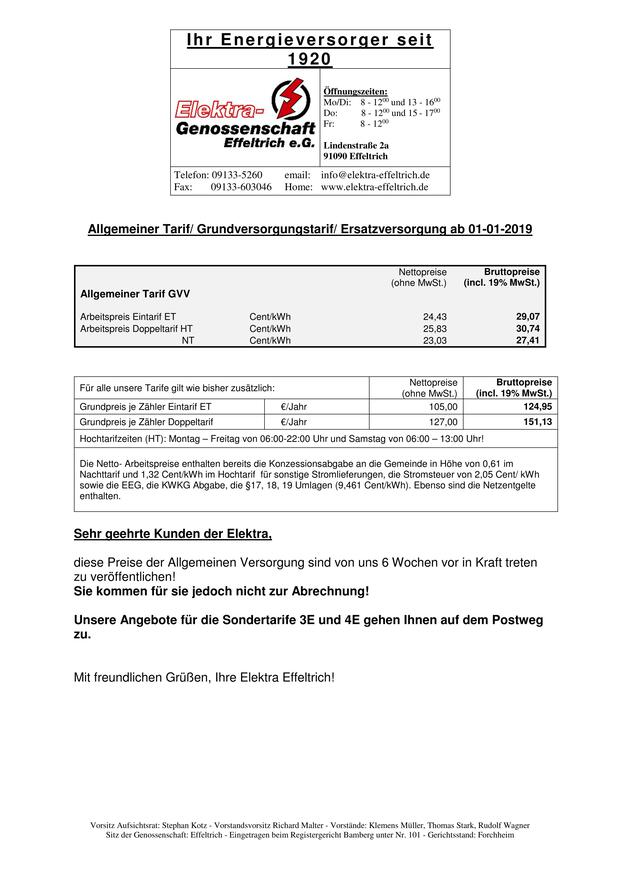 Ihr Energieversorger seit
1920
Elektra-
Genossenschaft
Effeltrich e.G.
Öffnungszeiten:
Mo/Di: 8 - 12⁰⁰ und 13 - 16⁰⁰
Do: 8 - 12⁰⁰ und 15 - 17⁰⁰
Fr: 8 - 12⁰⁰
Lindenstraße 2a
91090 Effeltrich
Telefon: 09133-5260 email: info@elektra-effeltrich.de
Fax: 09133-603046 Home: www.elektra-effeltrich.de
Allgemeiner Tarif/ Grundversorgungstarif/ Ersatzversorgung ab 01-01-2019
Nettopreise Bruttopreise
(ohne MwSt.) (incl. 19% MwSt.)
Allgemeiner Tarif GVV
Arbeitspreis Eintarif ET Cent/kWh 24,43 29,07
Arbeitspreis Doppeltarif HT Cent/kWh 25,83 30,74
NT Cent/kWh 23,03 27,41
Für alle unsere Tarife gilt wie bisher zusätzlich: Nettopreise Bruttopreise
(ohne MwSt.) (incl. 19% MwSt.)
Grundpreis je Zähler Eintarif ET €/Jahr 105,00 124,95
Grundpreis je Zähler Doppeltarif €/Jahr 127,00 151,13
Hochtarifzeiten (HT): Montag – Freitag von 06:00-22:00 Uhr und Samstag von 06:00 – 13:00 Uhr!
Die Netto- Arbeitspreise enthalten bereits die Konzessionsabgabe an die Gemeinde in Höhe von 0,61 im
Nachttarif und 1,32 Cent/kWh im Hochtarif für sonstige Stromlieferungen, die Stromsteuer von 2,05 Cent/ kWh
sowie die EEG, die KWKG Abgabe, die §17, 18, 19 Umlagen (9,461 Cent/kWh). Ebenso sind die Netzentgelte
enthalten.
Sehr geehrte Kunden der Elektra,
diese Preise der Allgemeinen Versorgung sind von uns 6 Wochen vor in Kraft treten
zu veröffentlichen!
Sie kommen für sie jedoch nicht zur Abrechnung!
Unsere Angebote für die Sondertarife 3E und 4E gehen Ihnen auf dem Postweg
zu.
Mit freundlichen Grüßen, Ihre Elektra Effeltrich!
Vorsitz Aufsichtsrat: Stephan Kotz - Vorstandsvorsitz Richard Malter - Vorstände: Klemens Müller, Thomas Stark, Rudolf Wagner
Sitz der Genossenschaft: Effeltrich - Eingetragen beim Registergericht Bamberg unter Nr. 101 - Gerichtsstand: Forchheim